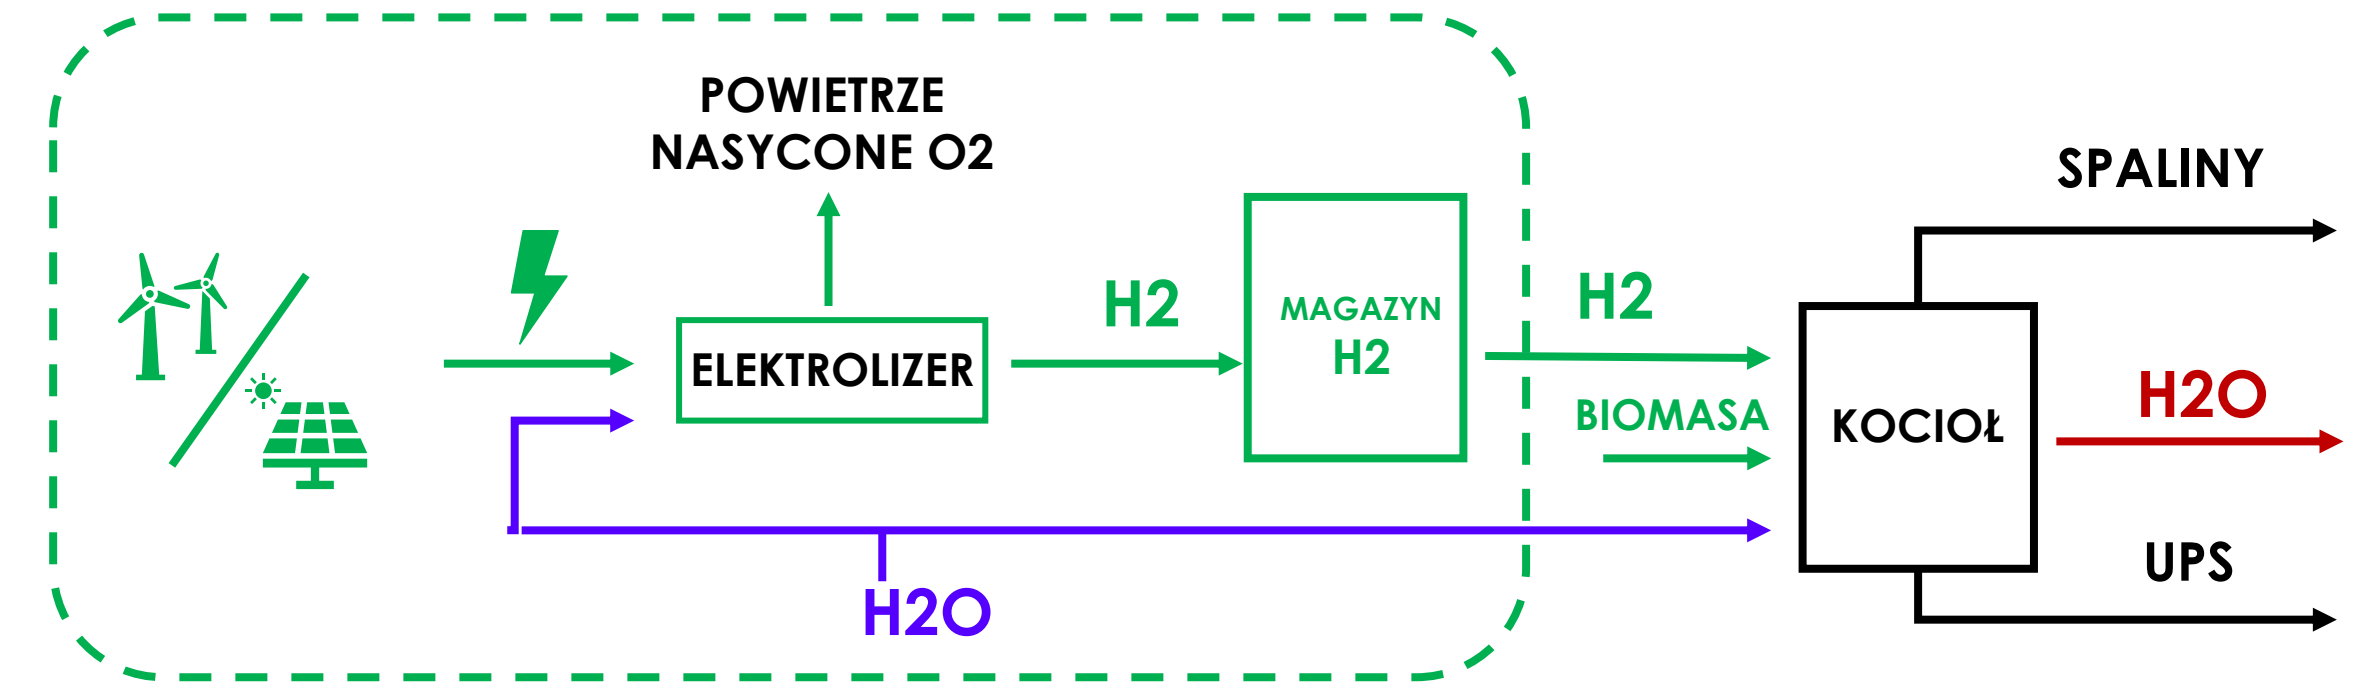 POWIETRZE
NASYCONE O2
SPALINY
H2
H2
MAGAZYN
H2
ELEKTROLIZER
BIOMASA
KOCIOŁ
H2O
UPS
H2O